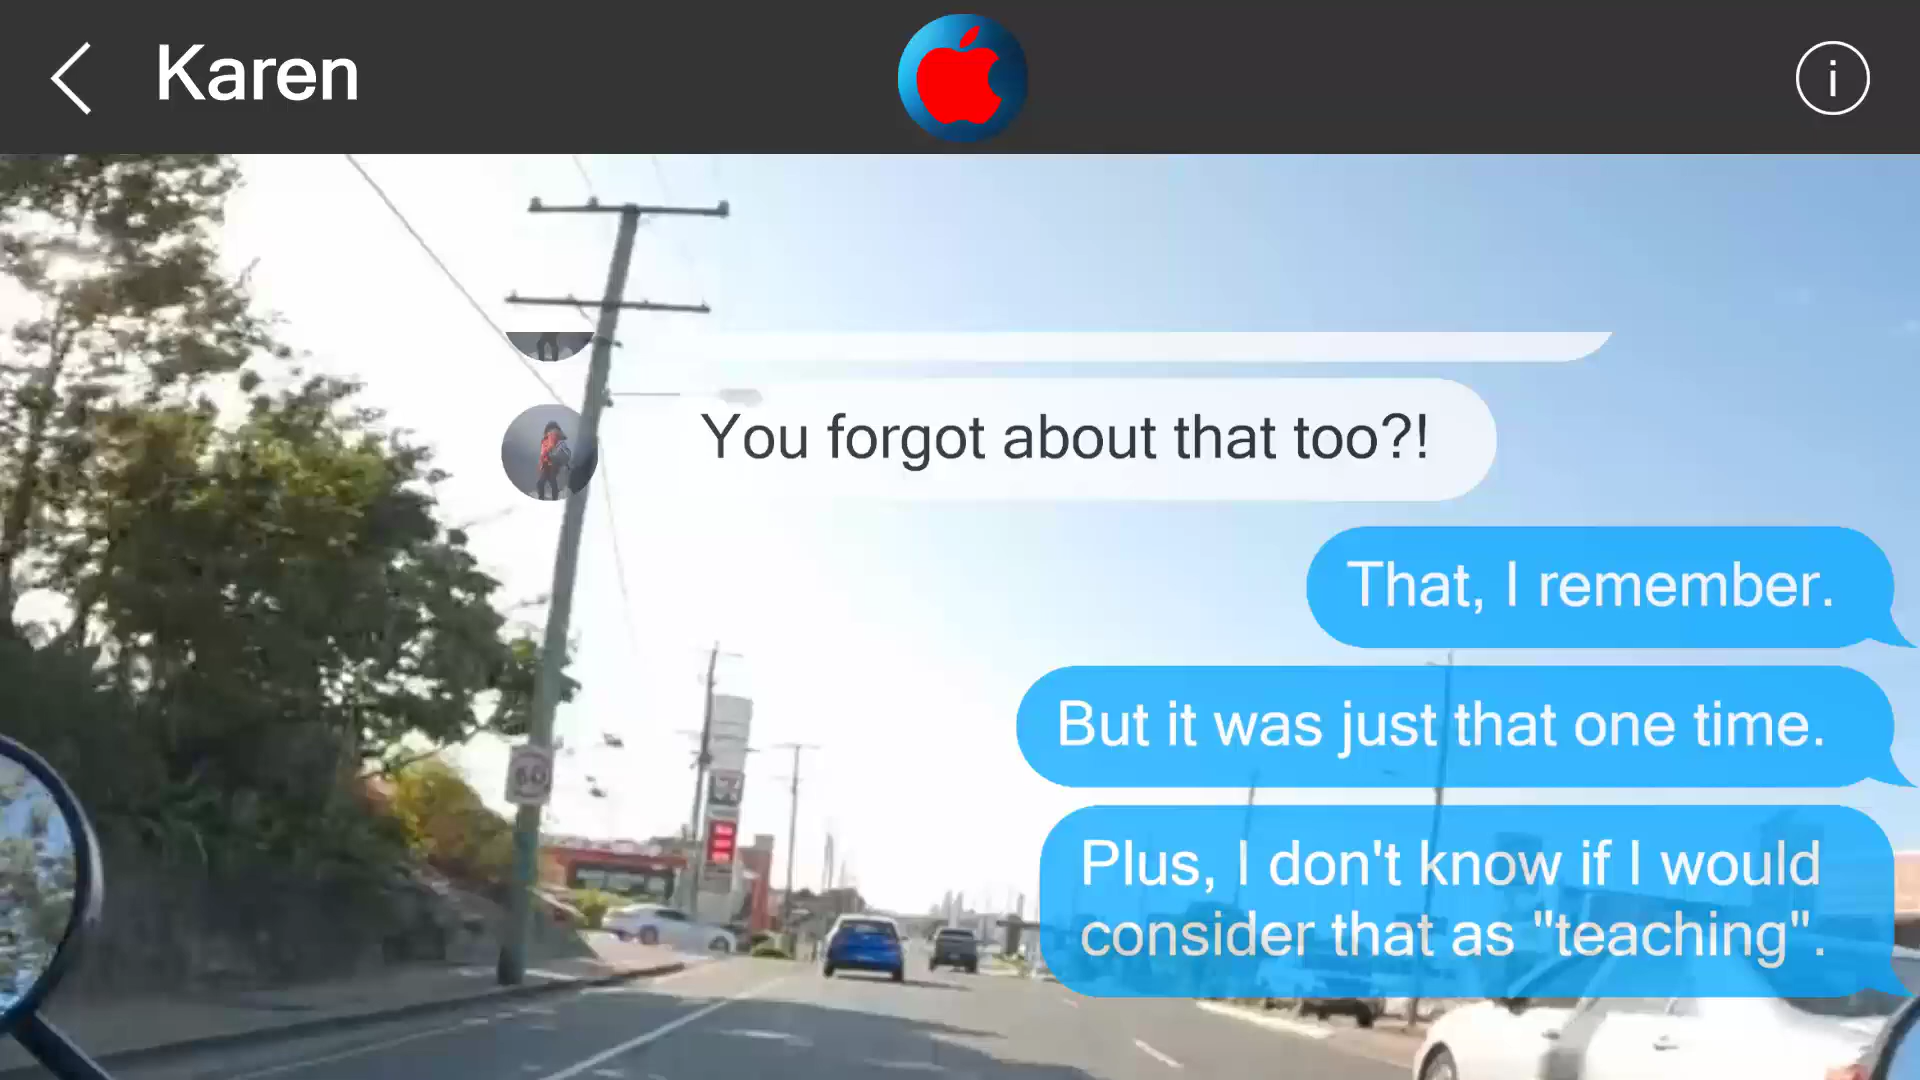 Karen
i
You forgot about that too?!
That, I remember.
But it was just that one time.
Plus, I don't know if I would
consider that as "teaching".
60